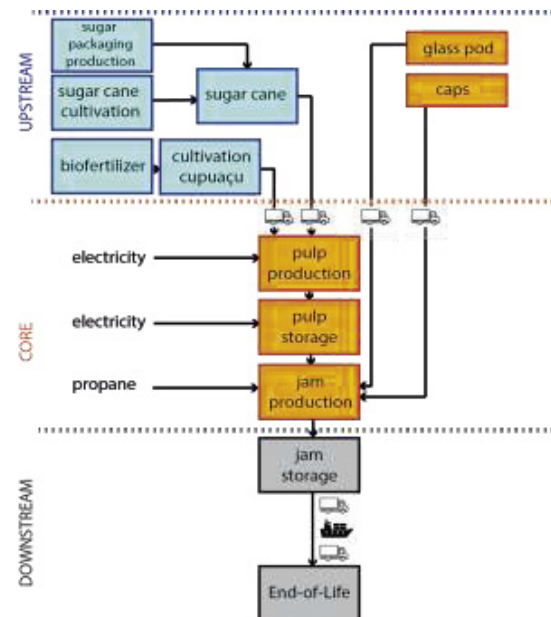 UPSTREAM
sugar
packaging
production
sugar cane
cultivation
sugar cane
biofertilizer
cultivation
cupuaçu
glass pod
caps
CORE
electricity
pulp
production
electricity
pulp
storage
propane
jam
production
DOWNSTREAM
jam
storage
End-of-Life